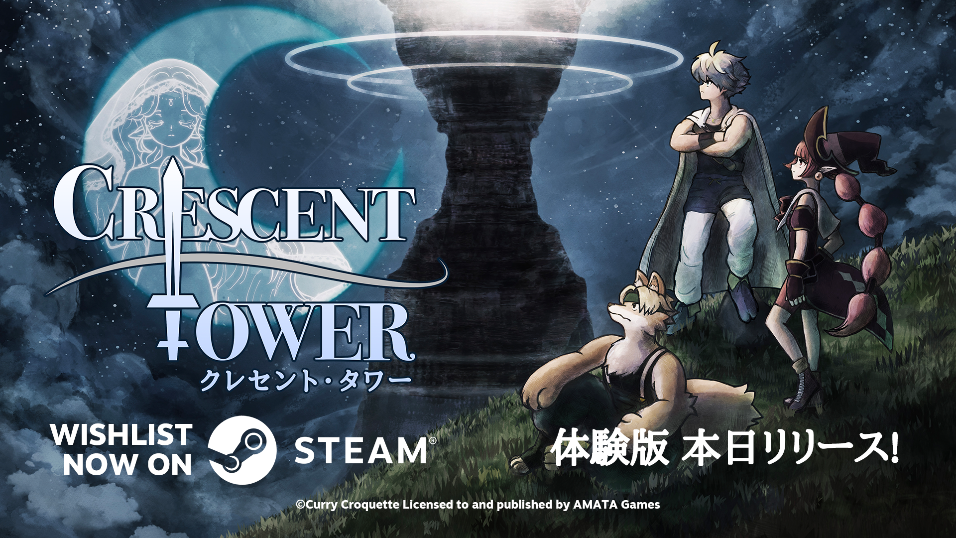 CRESCENT
TOWER
クレセント・タワー
WISHLIST
NOW ON
STEAM®
体験版 本日リリース!
©Curry Croquette Licensed to and published by AMATA Games